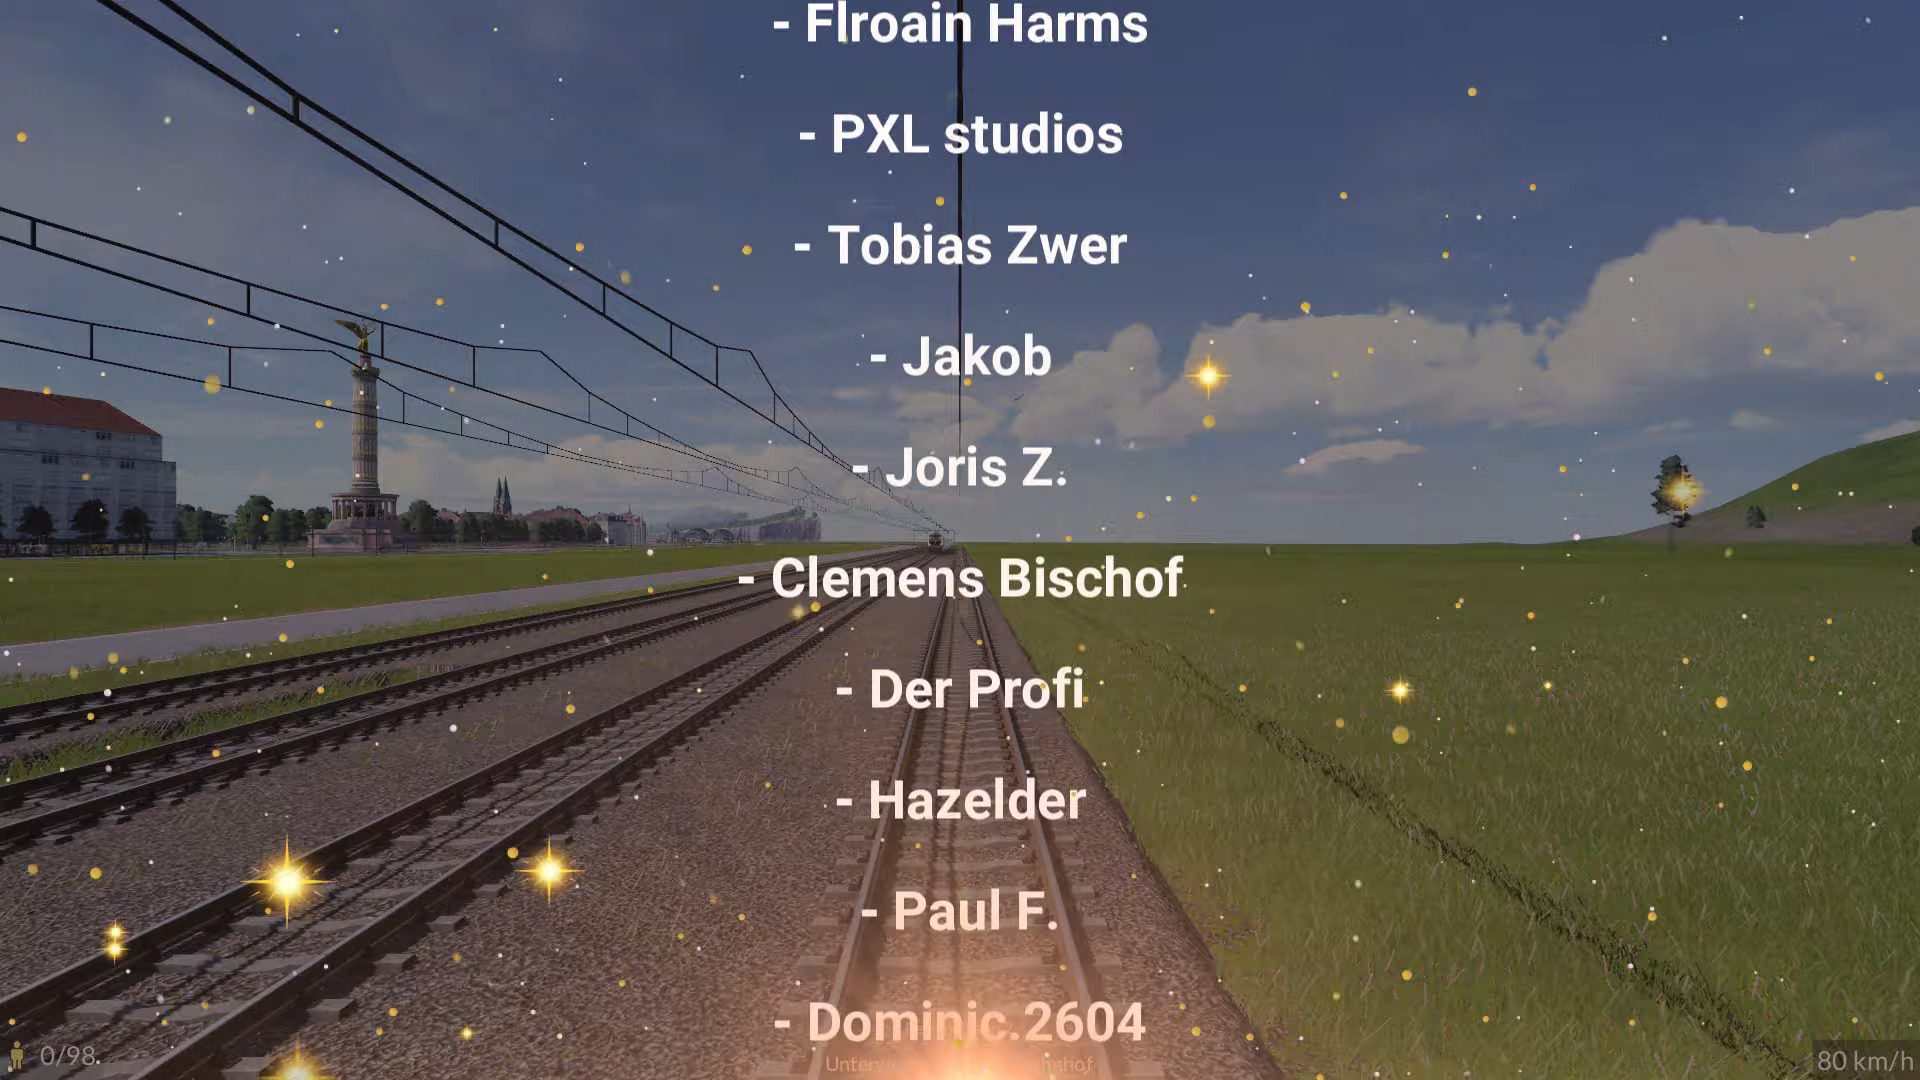 - Flroain Harms
- PXL studios
- Tobias Zwer
- Jakob
- Joris Z.
- Clemens Bischof
- Der Profi
- Hazelder
- Paul F.
- Dominic.2604
0/98
80 km/h